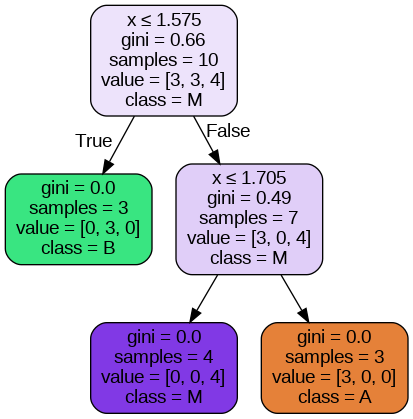 x ≤ 1.575
gini = 0.66
samples = 10
value = [3, 3, 4]
class = M
True
False
gini = 0.0
samples = 3
value = [0, 3, 0]
class = B
x ≤ 1.705
gini = 0.49
samples = 7
value = [3, 0, 4]
class = M
gini = 0.0
samples = 4
value = [0, 0, 4]
class = M
gini = 0.0
samples = 3
value = [3, 0, 0]
class = A